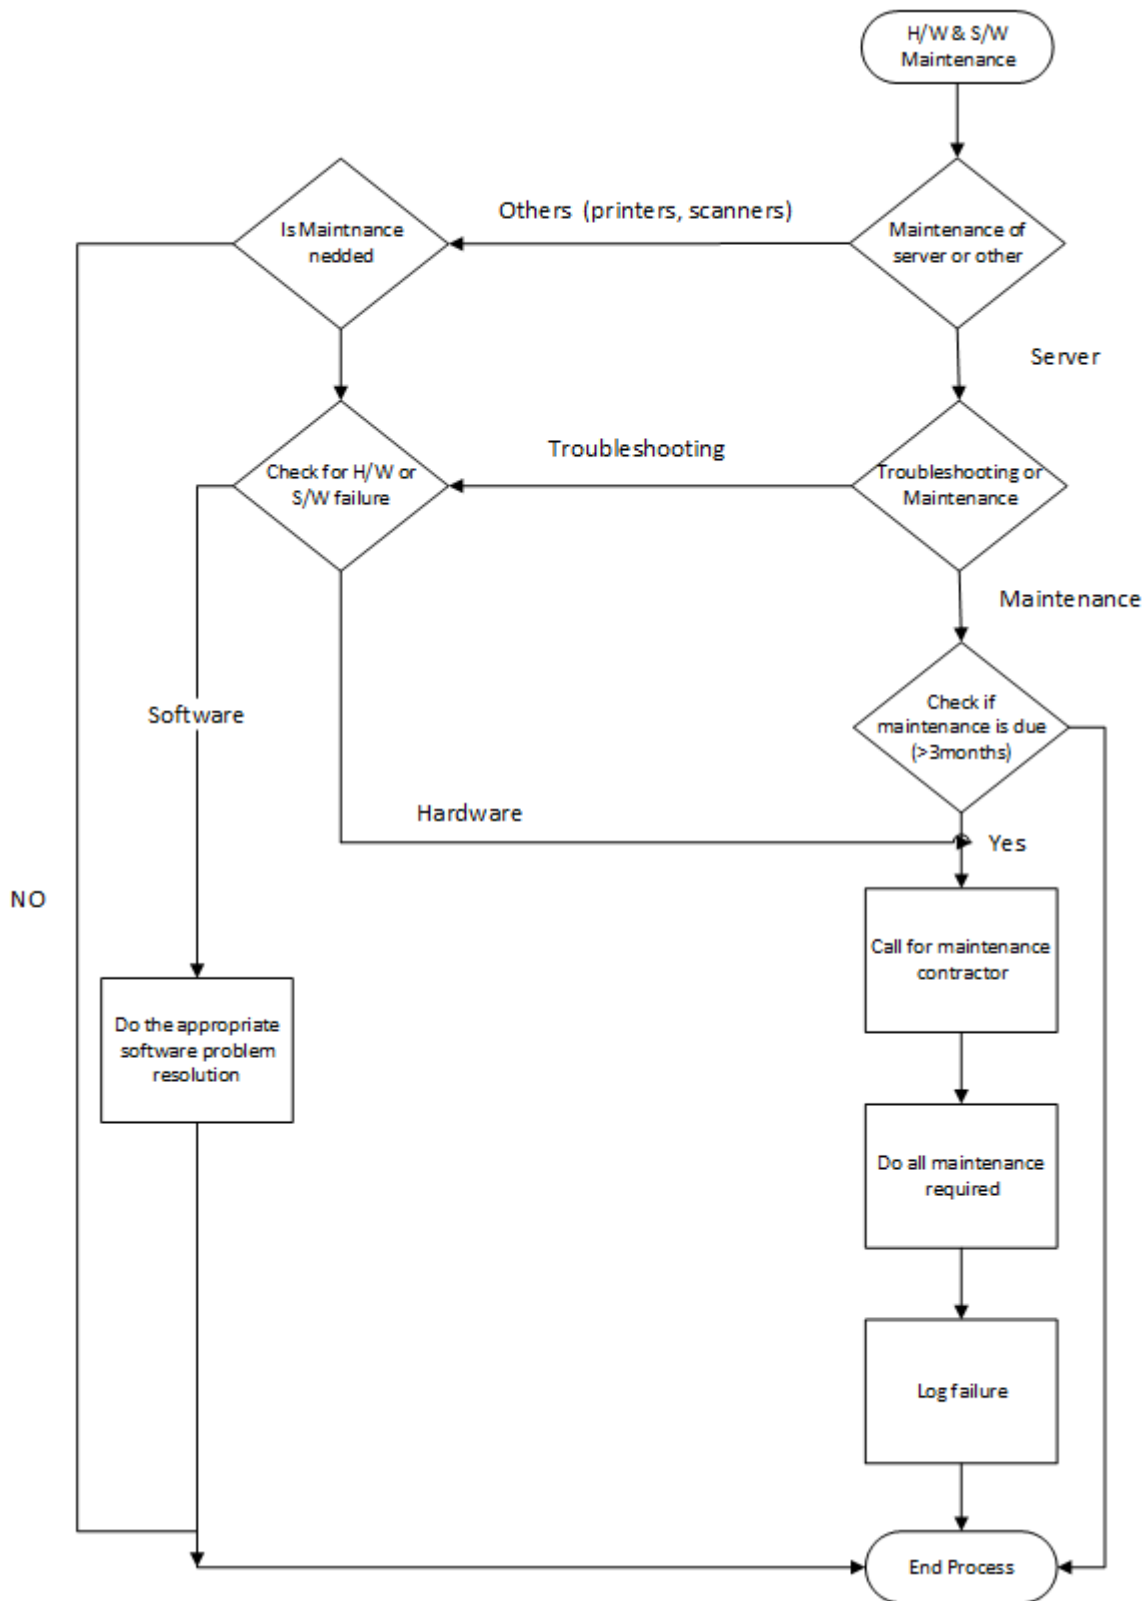 H/W & S/W
Maintenance
Others (printers, scanners)
Is Maintnance
nedded
Maintenance of
server or other
Server
Troubleshooting
Check for H/W or
S/W failure
Troubleshooting or
Maintenance
Maintenance
Software
Check if
maintenance is due
(>3months)
Hardware
Yes
NO
Call for maintenance
contractor
Do the appropriate
software problem
resolution
Do all maintenance
required
Log failure
End Process